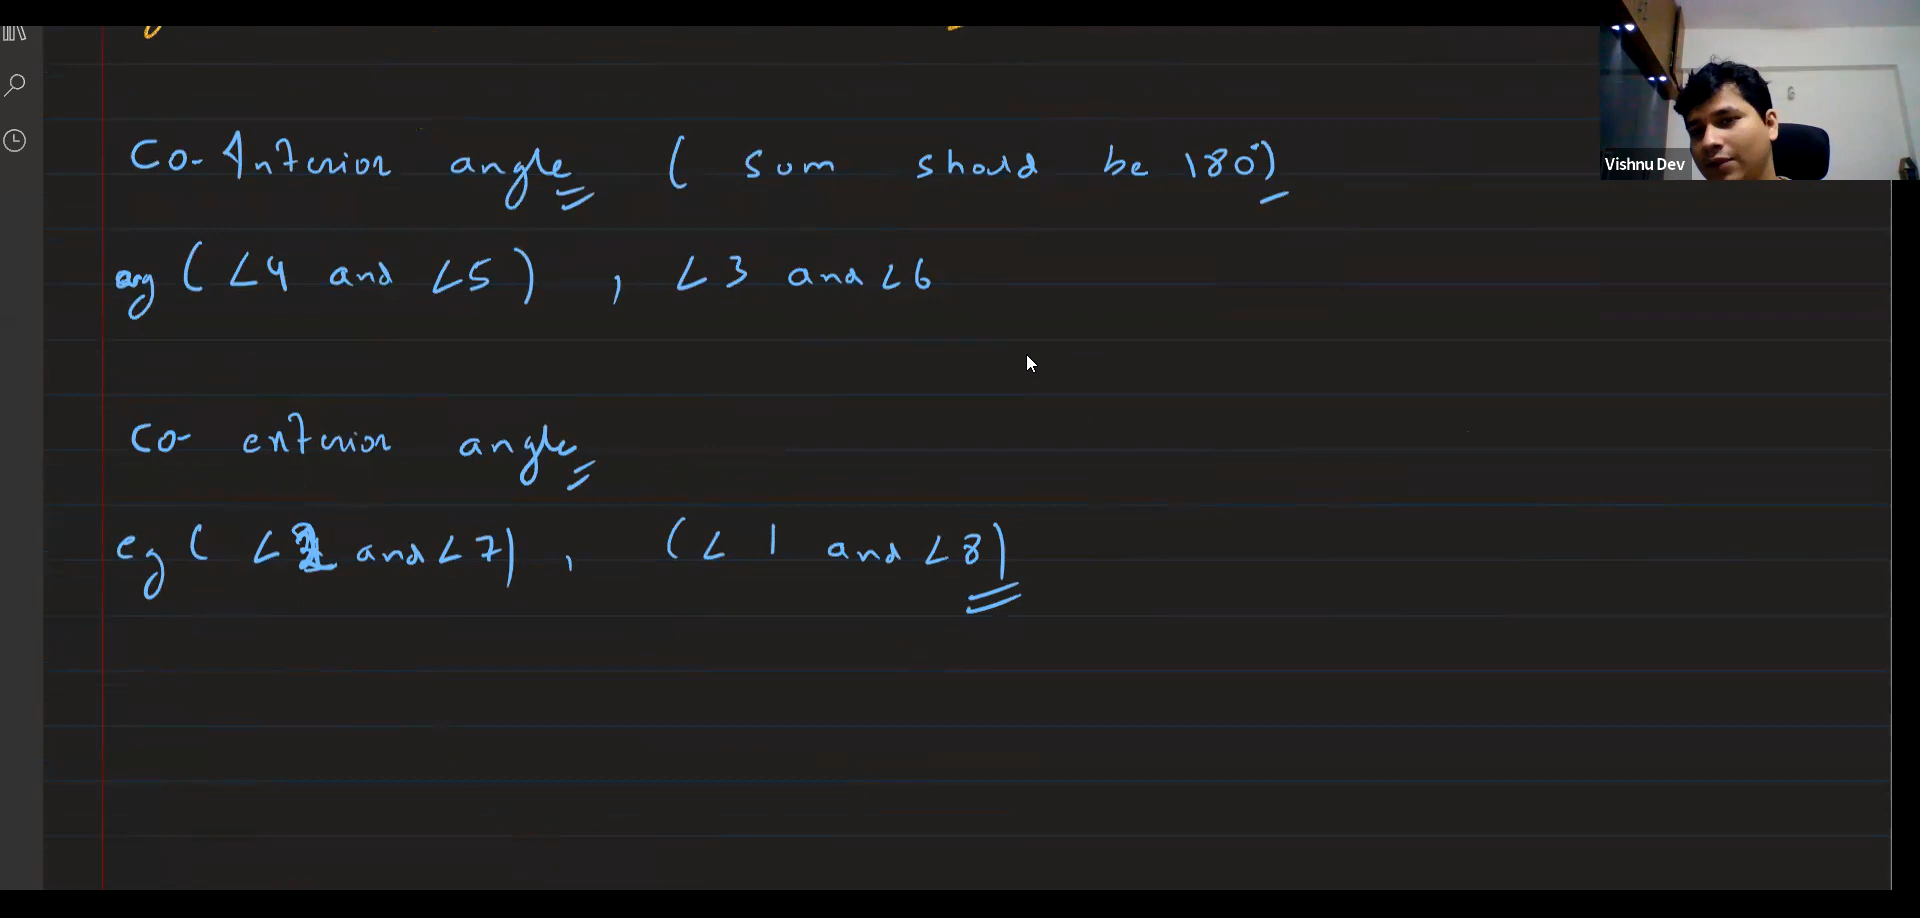 Co-Interior angle ( sum should be 180°)
eg ( ∠4 and ∠5 ) , ∠3 and ∠6
Co- exterior angle
eg ( ∠2 and ∠7) , (∠ 1 and ∠8)
Vishnu Dev